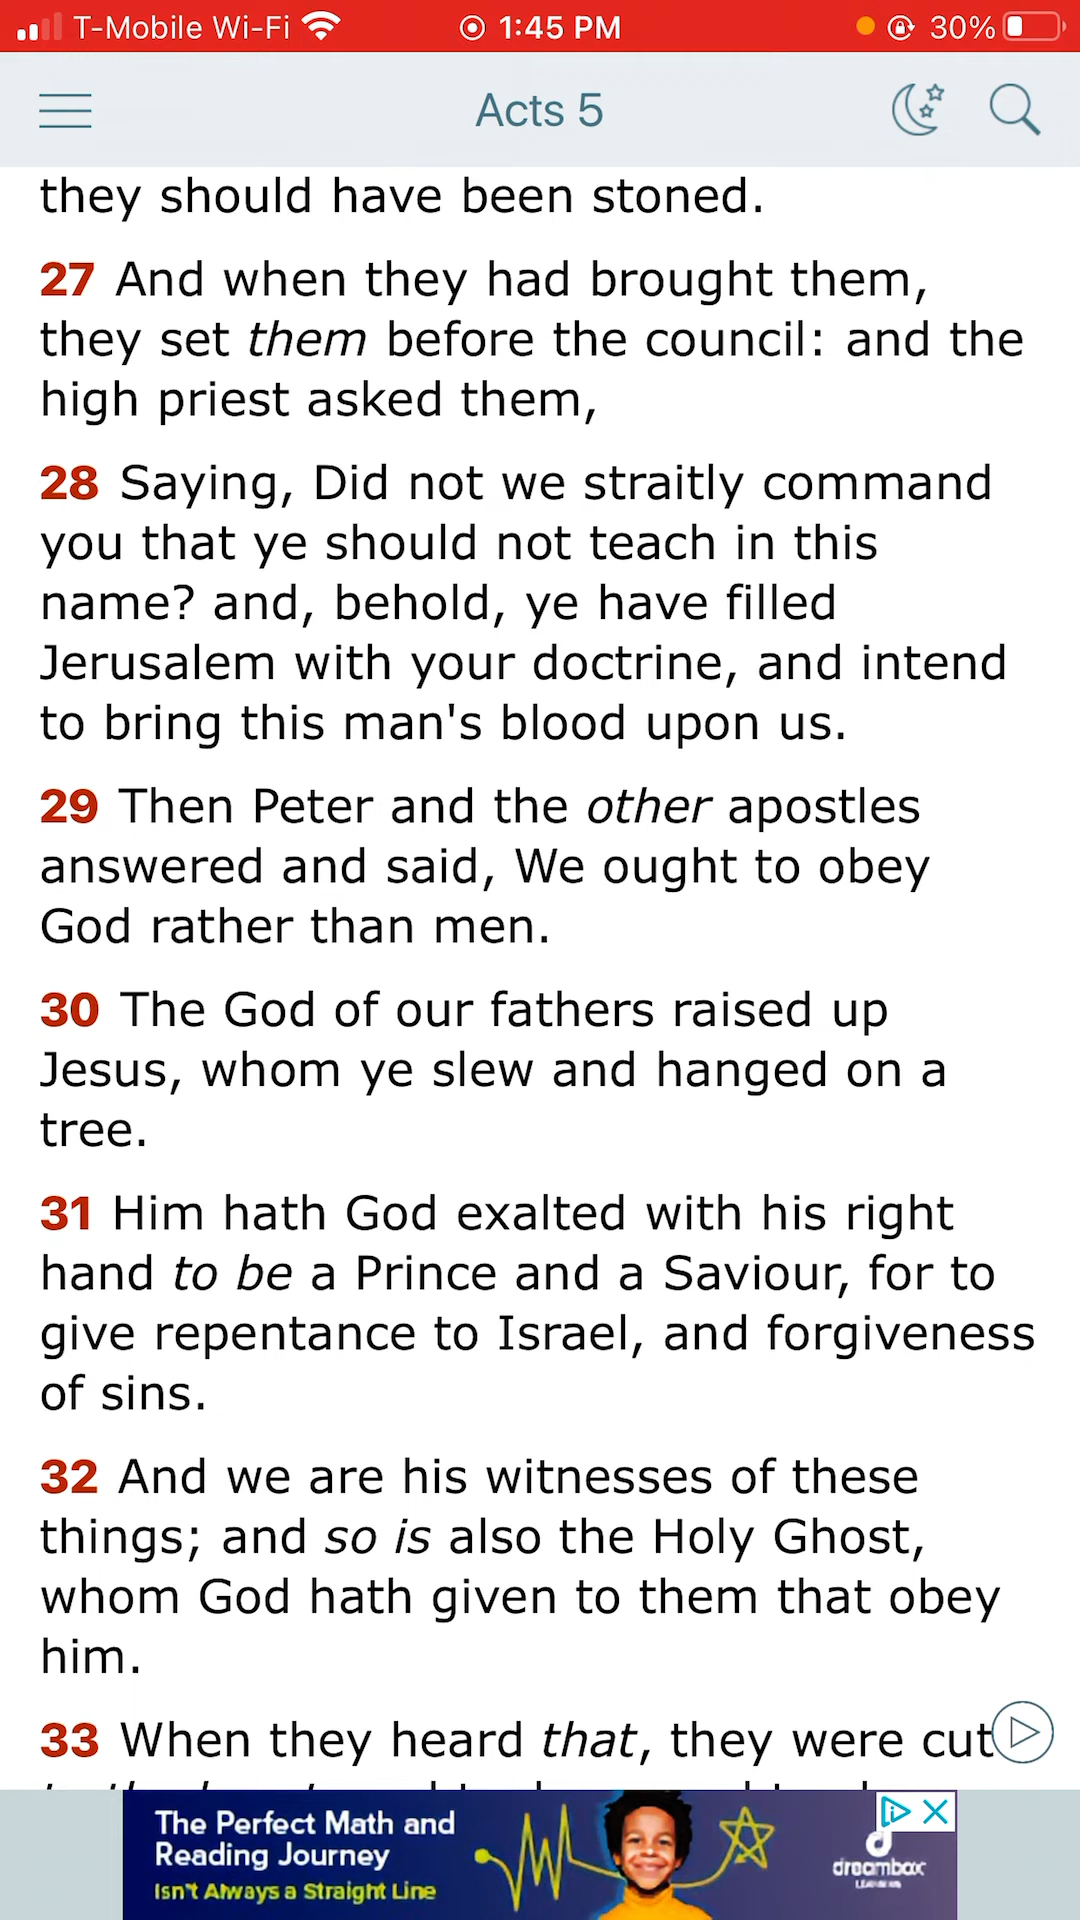 T-Mobile Wi-Fi 1:45 PM 30%
Acts 5
they should have been stoned.
27 And when they had brought them,
they set them before the council: and the
high priest asked them,
28 Saying, Did not we straitly command
you that ye should not teach in this
name? and, behold, ye have filled
Jerusalem with your doctrine, and intend
to bring this man's blood upon us.
29 Then Peter and the other apostles
answered and said, We ought to obey
God rather than men.
30 The God of our fathers raised up
Jesus, whom ye slew and hanged on a
tree.
31 Him hath God exalted with his right
hand to be a Prince and a Saviour, for to
give repentance to Israel, and forgiveness
of sins.
32 And we are his witnesses of these
things; and so is also the Holy Ghost,
whom God hath given to them that obey
him.
33 When they heard that, they were cut
The Perfect Math and
Reading Journey
Isn't Always a Straight Line
dreambox
LEARNING